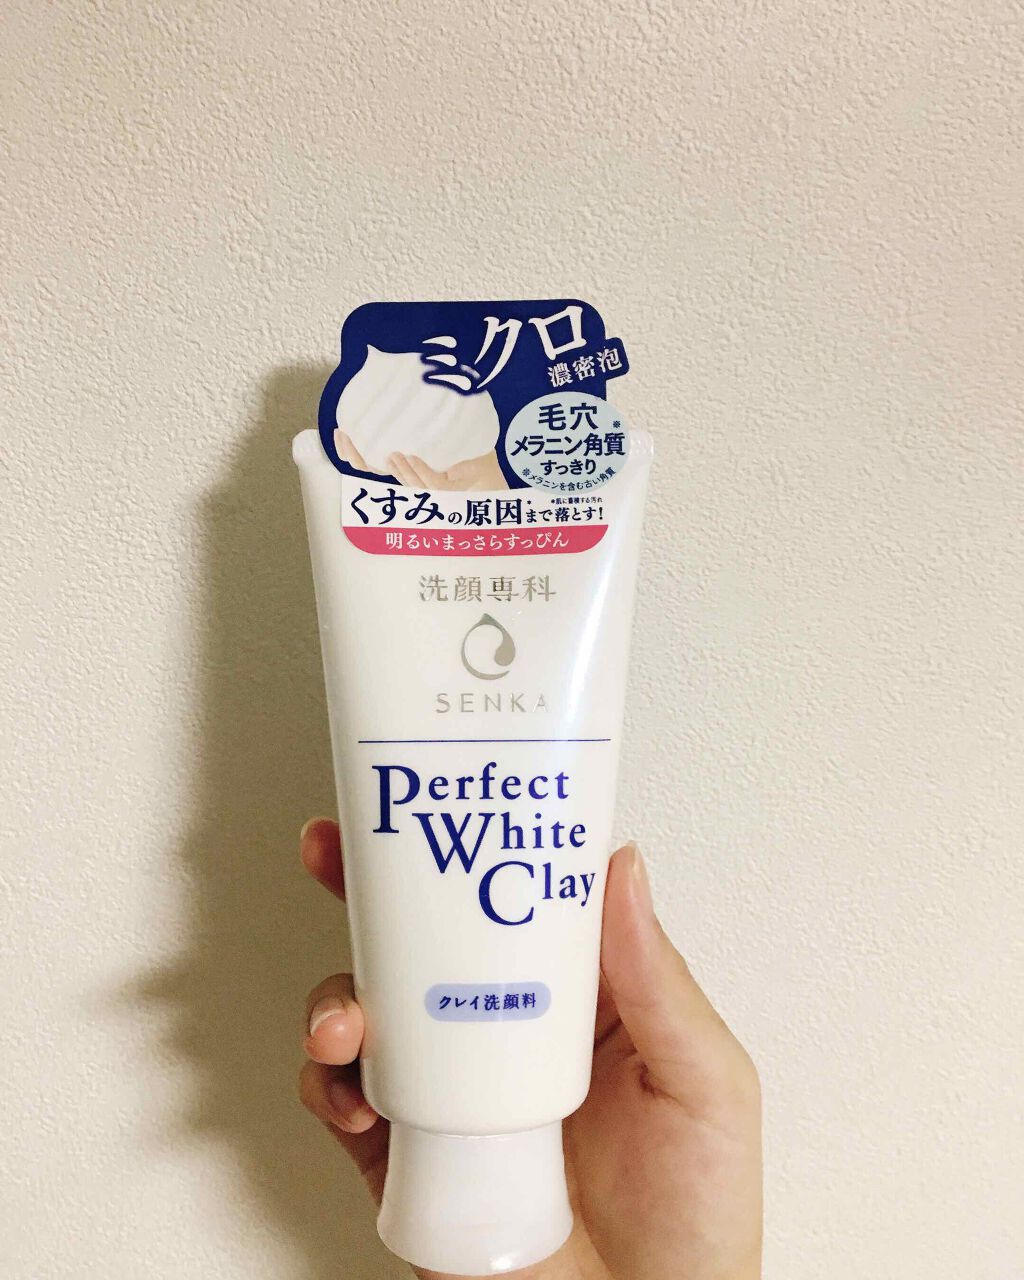 ミクロ
濃密泡
毛穴
メラニン角質※
すっきり
※メラニンを含む古い角質
くすみの原因*まで落とす!
*肌に蓄積する汚れ
明るいまっさらすっぴん
洗顔専科
SENKA
Perfect
White
Clay
クレイ洗顔料